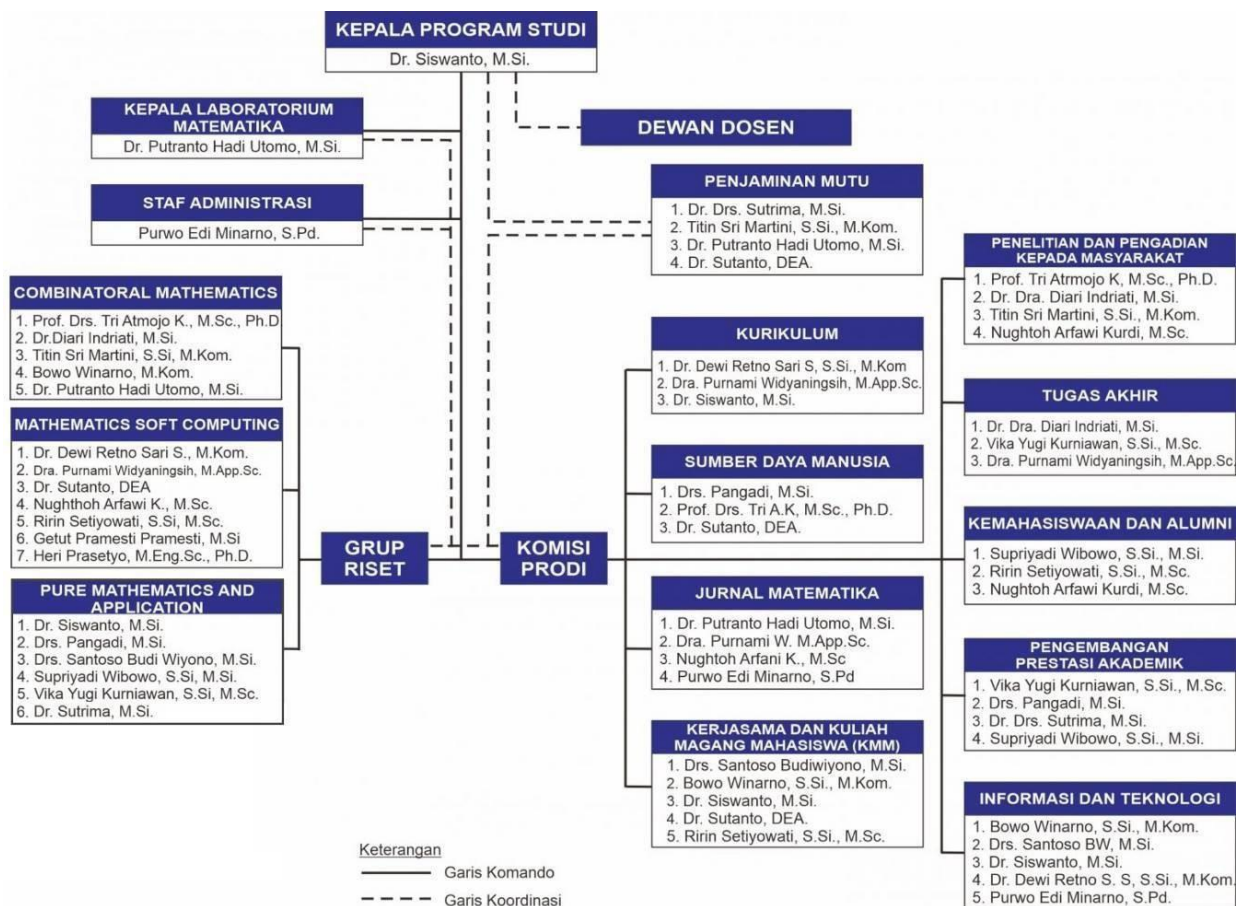 KEPALA PROGRAM STUDI
Dr. Siswanto, M.Si.
KEPALA LABORATORIUM
MATEMATIKA
Dr. Putranto Hadi Utomo, M.Si.
DEWAN DOSEN
STAF ADMINISTRASI
Purwo Edi Minarno, S.Pd.
PENJAMINAN MUTU
1. Dr. Drs. Sutrima, M.Si.
2. Titin Sri Martini, S.Si., M.Kom.
3. Dr. Putranto Hadi Utomo, M.Si.
4. Dr. Sutanto, DEA.
COMBINATORAL MATHEMATICS
1. Prof. Drs. Tri Atmojo K., M.Sc., Ph.D.
2. Dr.Diari Indriati, M.Si.
3. Titin Sri Martini, S.Si, M.Kom.
4. Bowo Winarno, M.Kom.
5. Dr. Putranto Hadi Utomo, M.Si.
MATHEMATICS SOFT COMPUTING
1. Dr. Dewi Retno Sari S., M.Kom.
2. Dra. Purnami Widyaningsih, M.App.Sc.
3. Dr. Sutanto, DEA
4. Nughthoh Arfawi K., M.Sc.
5. Ririn Setiyowati, S.Si, M.Sc.
6. Getut Pramesti Pramesti, M.Si
7. Heri Prasetyo, M.Eng.Sc., Ph.D.
PURE MATHEMATICS AND
APPLICATION
1. Dr. Siswanto, M.Si.
2. Drs. Pangadi, M.Si.
3. Drs. Santoso Budi Wiyono, M.Si.
4. Supriyadi Wibowo, S.Si, M.Si.
5. Vika Yugi Kurniawan, S.Si, M.Sc.
6. Dr. Sutrima, M.Si.
GRUP
RISET
KOMISI
PRODI
KURIKULUM
1. Dr. Dewi Retno Sari S, S.Si., M.Kom
2. Dra. Purnami Widyaningsih, M.App.Sc.
3. Dr. Siswanto, M.Si.
SUMBER DAYA MANUSIA
1. Drs. Pangadi, M.Si.
2. Prof. Drs. Tri A.K, M.Sc., Ph.D.
3. Dr. Sutanto, DEA.
JURNAL MATEMATIKA
1. Dr. Putranto Hadi Utomo, M.Si.
2. Dra. Purnami W. M.App.Sc.
3. Nughtoh Arfani K., M.Sc
4. Purwo Edi Minarno, S.Pd
KERJASAMA DAN KULIAH
MAGANG MAHASISWA (KMM)
1. Drs. Santoso Budiwiyono, M.Si.
2. Bowo Winarno, S.Si., M.Kom.
3. Dr. Siswanto, M.Si.
4. Dr. Sutanto, DEA.
5. Ririn Setiyowati, S.Si., M.Sc.
PENELITIAN DAN PENGADIAN
KEPADA MASYARAKAT
1. Prof. Tri Atrmojo K, M.Sc., Ph.D.
2. Dr. Dra. Diari Indriati, M.Si.
3. Titin Sri Martini, S.Si., M.Kom.
4. Nughtoh Arfawi Kurdi, M.Sc.
TUGAS AKHIR
1. Dr. Dra. Diari Indriati, M.Si.
2. Vika Yugi Kurniawan, S.Si., M.Sc.
3. Dra. Purnami Widyaningsih, M.App.Sc.
KEMAHASISWAAN DAN ALUMNI
1. Supriyadi Wibowo, S.Si., M.Si.
2. Ririn Setiyowati, S.Si., M.Sc.
3. Nughtoh Arfawi Kurdi, M.Sc.
PENGEMBANGAN
PRESTASI AKADEMIK
1. Vika Yugi Kurniawan, S.Si., M.Sc.
2. Drs. Pangadi, M.Si.
3. Dr. Drs. Sutrima, M.Si.
4. Supriyadi Wibowo, S.Si., M.Si.
INFORMASI DAN TEKNOLOGI
1. Bowo Winarno, S.Si., M.Kom.
2. Drs. Santoso BW, M.Si.
3. Dr. Siswanto, M.Si.
4. Dr. Dewi Retno S. S, S.Si., M.Kom.
5. Purwo Edi Minarno, S.Pd.
Keterangan
Garis Komando
Garis Koordinasi